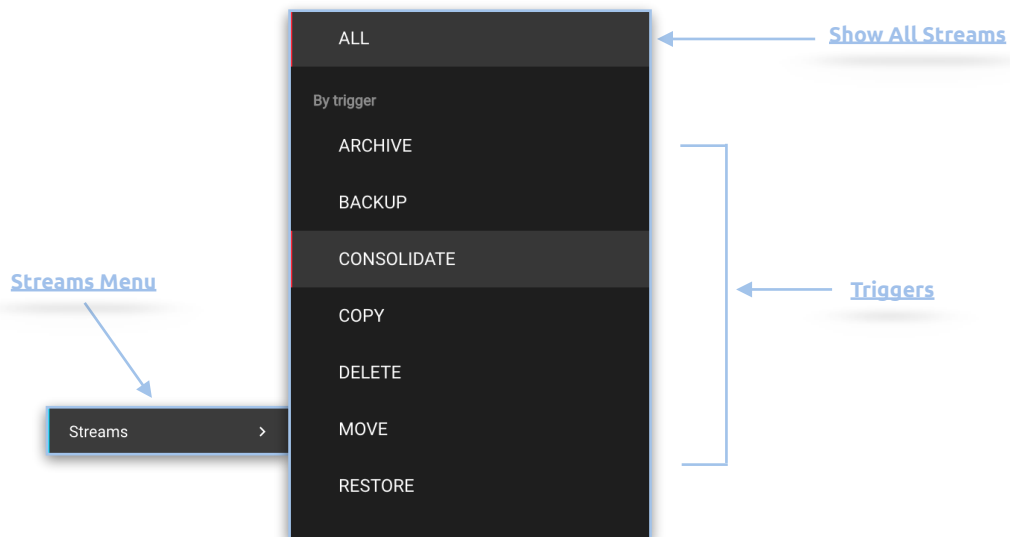 ALL
Show All Streams
By trigger
ARCHIVE
BACKUP
CONSOLIDATE
Streams Menu
Triggers
COPY
DELETE
Streams
MOVE
RESTORE